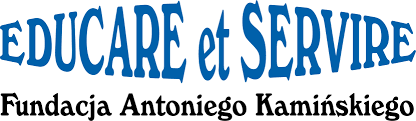 EDUCARE et SERVIRE
Fundacja Antoniego Kamińskiego